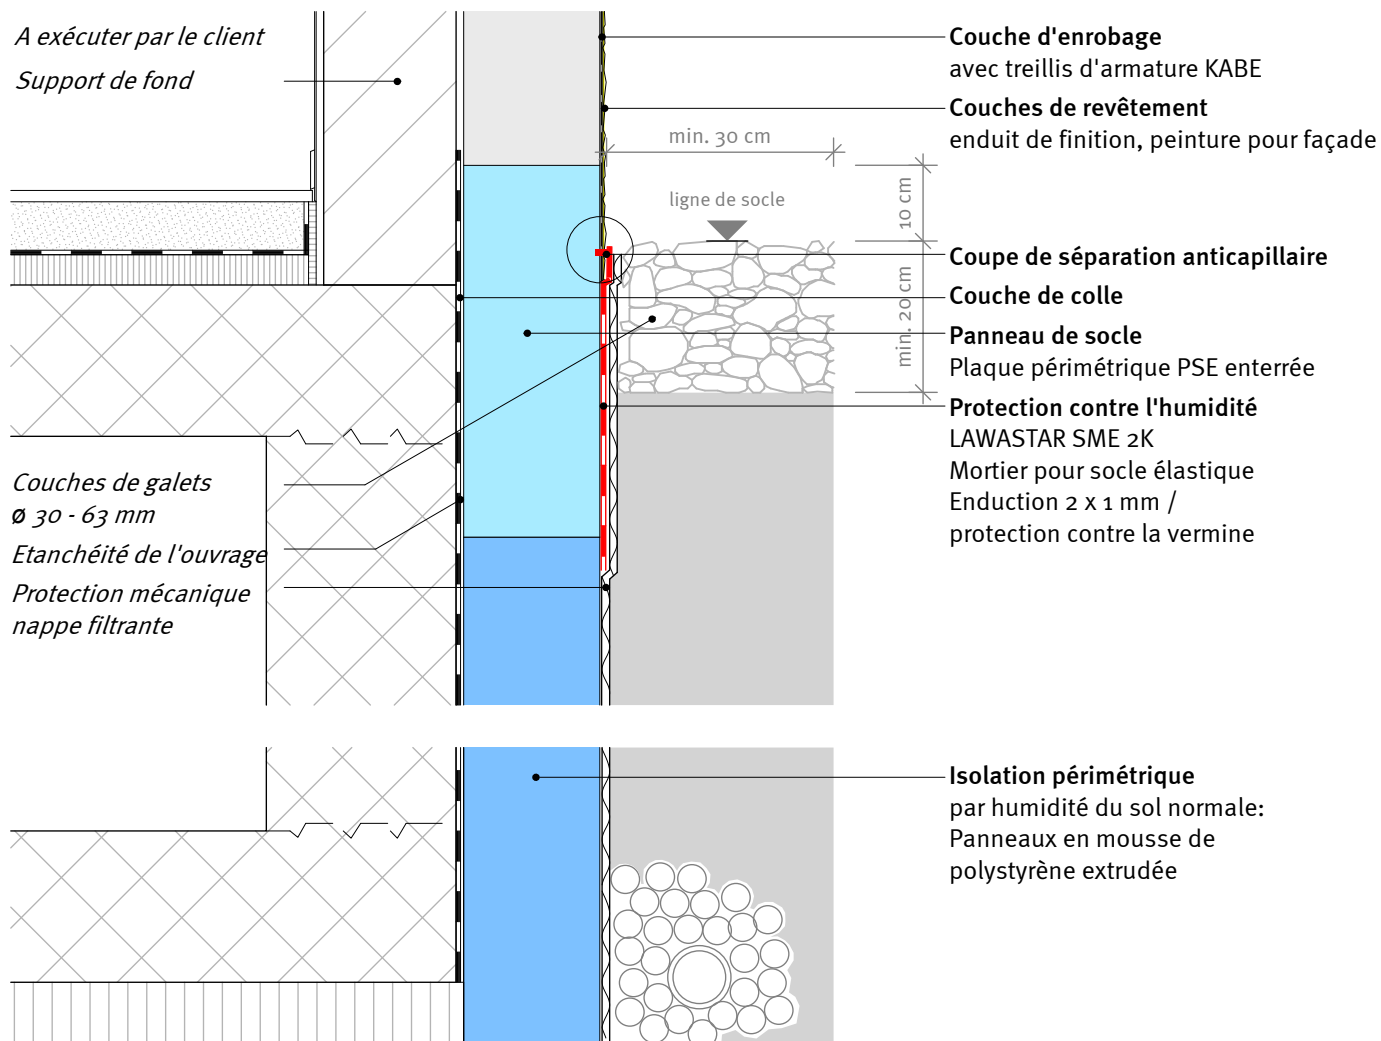 A exécuter par le client
Support de fond
Couche d'enrobage
avec treillis d'armature KABE
Couches de revêtement
enduit de finition, peinture pour façade
min. 30 cm
10 cm
ligne de socle
min. 20 cm
Coupe de séparation anticapillaire
Couche de colle
Panneau de socle
Plaque périmétrique PSE enterrée
Protection contre l'humidité
LAWASTAR SME 2K
Mortier pour socle élastique
Enduction 2 x 1 mm /
protection contre la vermine
Couches de galets
ø 30 - 63 mm
Etanchéité de l'ouvrage
Protection mécanique
nappe filtrante
Isolation périmétrique
par humidité du sol normale:
Panneaux en mousse de
polystyrène extrudée